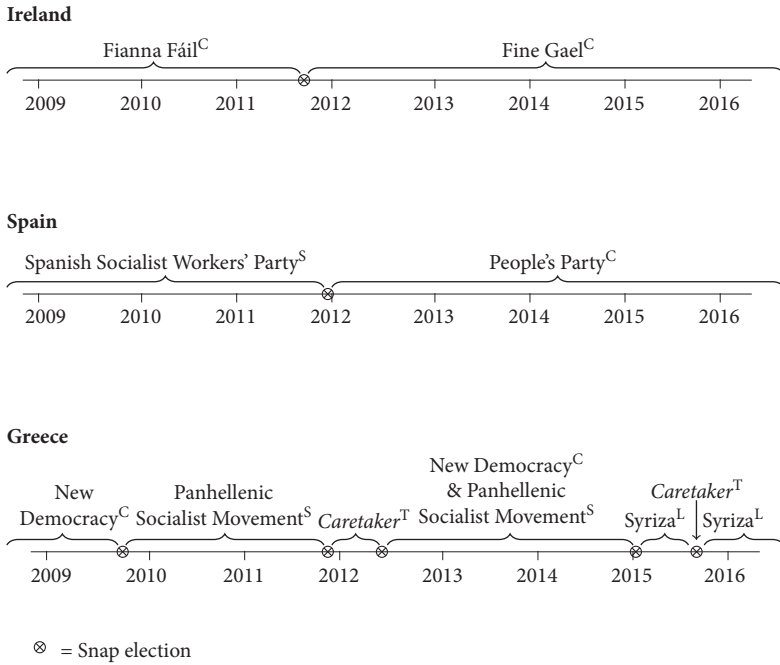 Ireland
Fianna Fáil^C Fine Gael^C
2009 2010 2011 2012 2013 2014 2015 2016
Spain
Spanish Socialist Workers’ Party^S People’s Party^C
2009 2010 2011 2012 2013 2014 2015 2016
Greece
New Democracy^C
Panhellenic Socialist Movement^S
Caretaker^T
New Democracy^C
& Panhellenic
Socialist Movement^S
Syriza^L
Caretaker^T
Syriza^L
2009 2010 2011 2012 2013 2014 2015 2016
⊗ = Snap election